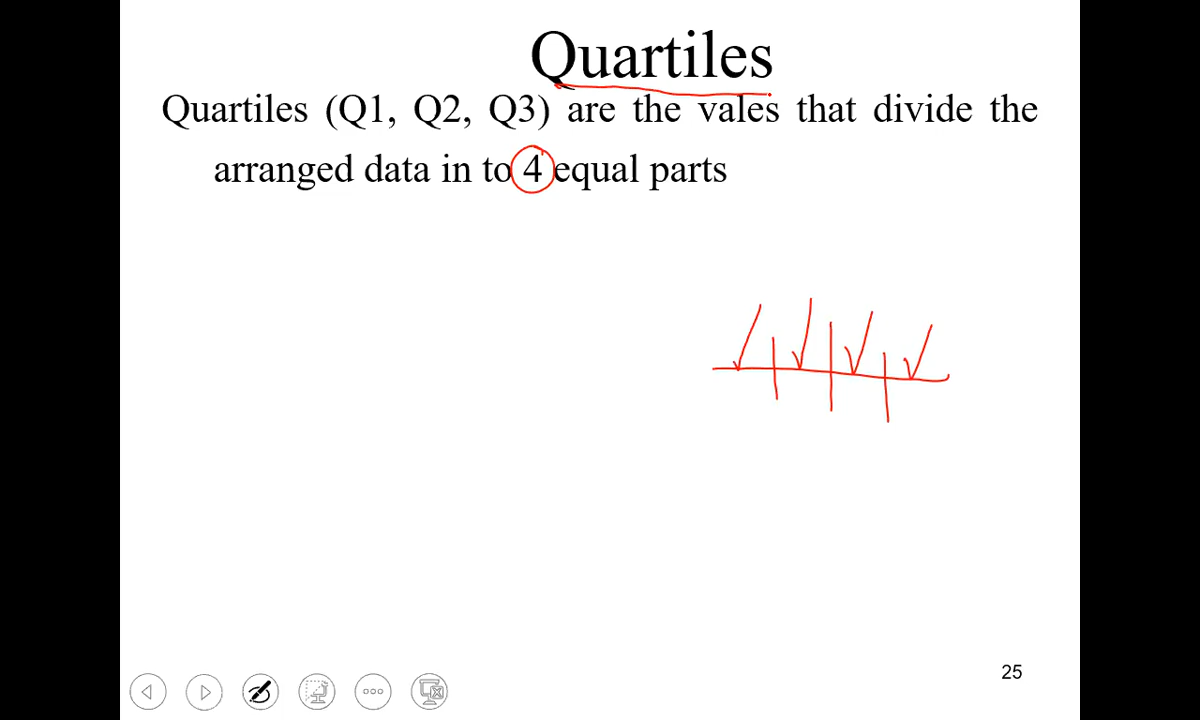 Quartiles
Quartiles (Q1, Q2, Q3) are the vales that divide the
arranged data in to 4 equal parts
25